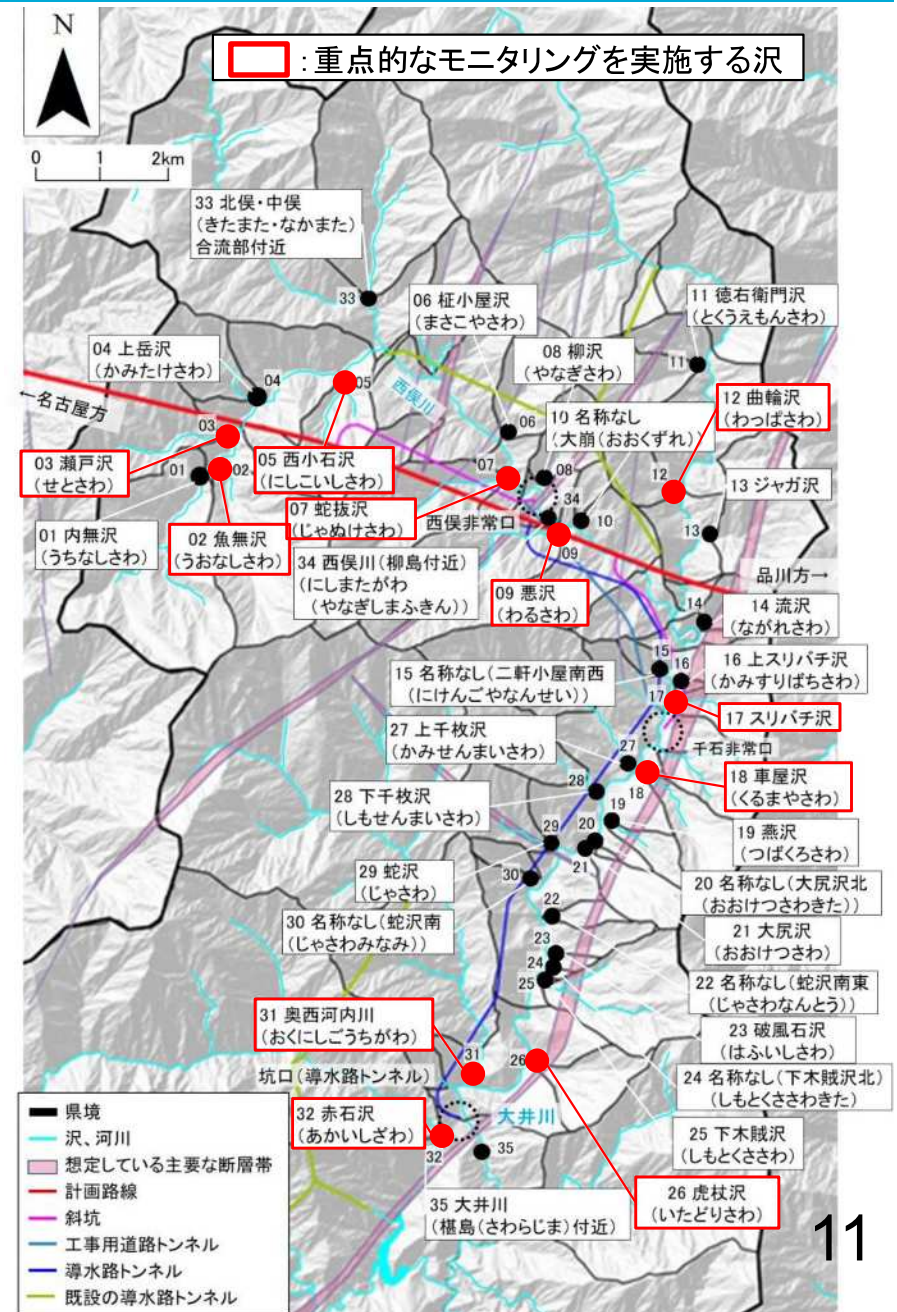 N
：重点的なモニタリングを実施する沢
0 1 2km
33 北俣・中俣
（きたまた・なかまた）
合流部付近
33
06 柾小屋沢
（まさこやさわ）
11 徳右衛門沢
（とくうえもんさわ）
04 上岳沢
（かみたけさわ）
08 柳沢
（やなぎさわ）
11
04
05
西俣川
12 曲輪沢
（わっぱさわ）
←名古屋方
10 名称なし
（大崩（おおくずれ））
03
06
03 瀬戸沢
（せとさわ）
05 西小石沢
（にしこいしさわ）
01
02
07
08
12
13 ジャガ沢
07 蛇抜沢
（じゃぬけさわ）
西俣非常口
34
10
13
01 内無沢
（うちなしさわ）
02 魚無沢
（うおなしさわ）
09
34 西俣川（柳島付近）
（にしまたがわ
（やなぎしまふきん））
09 悪沢
（わるさわ）
品川方→
14
14 流沢
（ながれさわ）
15 名称なし（二軒小屋南西
（にけんごやなんせい））
15
16
16 上スリバチ沢
（かみすりばちさわ）
17
17 スリバチ沢
27 上千枚沢
（かみせんまいさわ）
千石非常口
27
18
18 車屋沢
（くるまやさわ）
28 下千枚沢
（しもせんまいさわ）
28
19
19 燕沢
（つばくろさわ）
20
29
21
29 蛇沢
（じゃさわ）
30
20 名称なし（大尻沢北
（おおけつさわきた））
30 名称なし（蛇沢南
（じゃさわみなみ））
22
21 大尻沢
（おおけつさわ）
23
24
25
22 名称なし（蛇沢南東
（じゃさわなんとう））
31 奥西河内川
（おくにしごうちがわ）
23 破風石沢
（はふいしさわ）
31
26
坑口（導水路トンネル）
24 名称なし（下木賊沢北）
（しもとくささわきた）
32 赤石沢
（あかいしざわ）
大井川
25 下木賊沢
（しもとくささわ）
32
35
26 虎杖沢
（いたどりさわ）
35 大井川
（椹島（さわらじま）付近）
県境
沢、河川
想定している主要な断層帯
計画路線
斜坑
工事用道路トンネル
導水路トンネル
既設の導水路トンネル
11